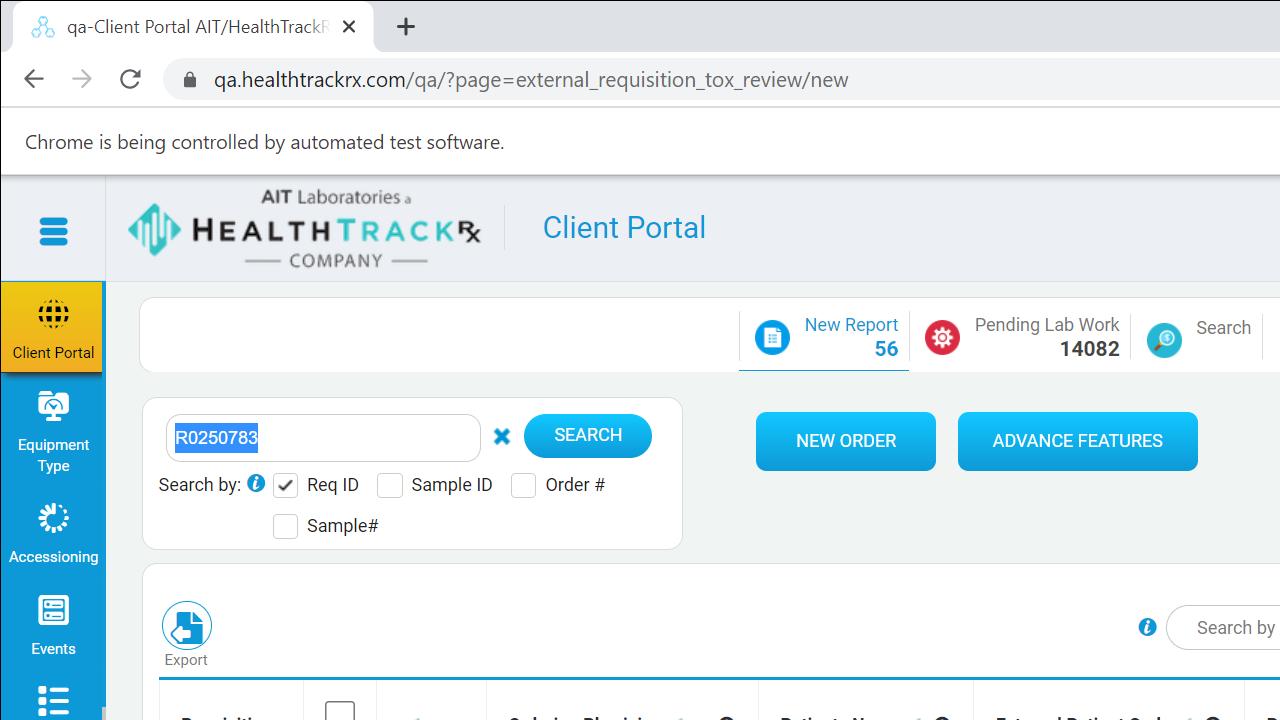 qa-Client Portal AIT/HealthTrackR
qa.healthtrackrx.com/qa/?page=external_requisition_tox_review/new
Chrome is being controlled by automated test software.
AIT Laboratories a
HEALTHTRACKRx
COMPANY
Client Portal
Client Portal
New Report
56
Pending Lab Work
14082
Search
R0250783
SEARCH
NEW ORDER
ADVANCE FEATURES
Search by:
Req ID
Sample ID
Order #
Sample#
Equipment
Type
Accessioning
Events
Export
Search by